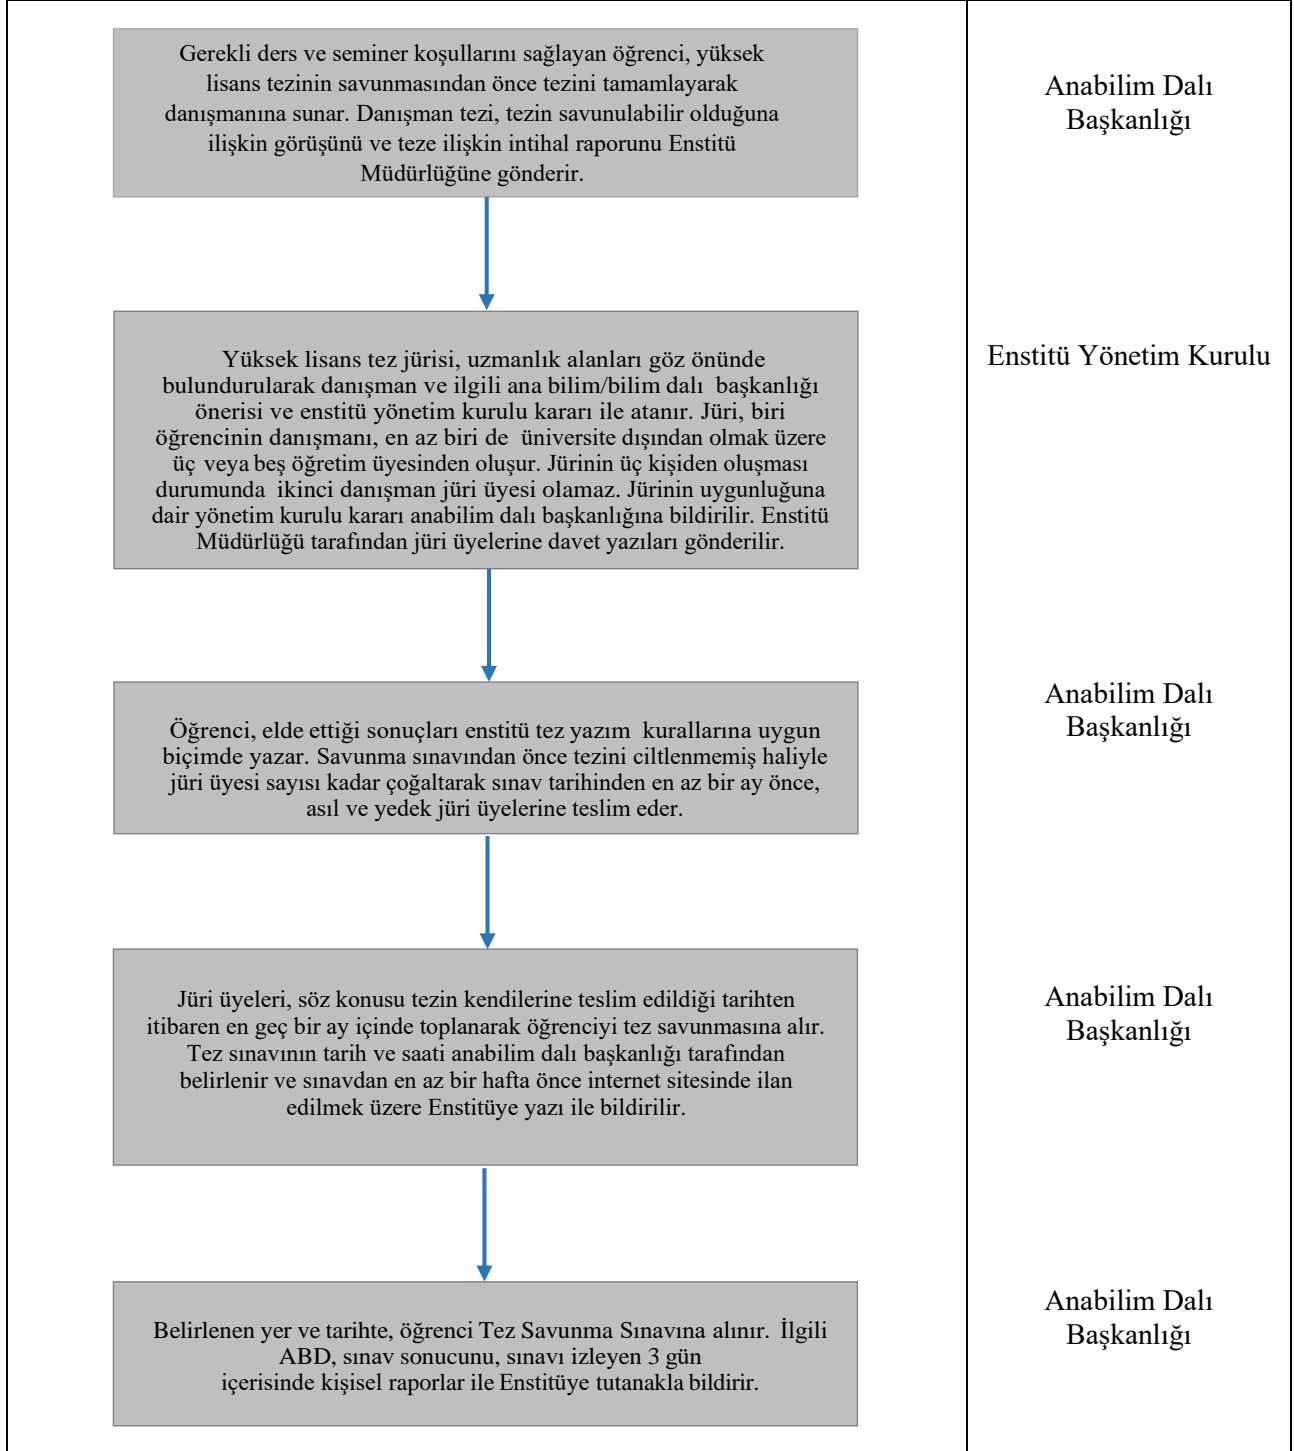 Gerekli ders ve seminer koşullarını sağlayan öğrenci, yüksek
lisans tezinin savunmasından önce tezini tamamlayarak
danışmanına sunar. Danışman tezi, tezin savunulabilir olduğuna
ilişkin görüşünü ve teze ilişkin intihal raporunu Enstitü
Müdürlüğüne gönderir.
Anabilim Dalı
Başkanlığı
Yüksek lisans tez jürisi, uzmanlık alanları göz önünde
bulundurularak danışman ve ilgili ana bilim/bilim dalı başkanlığı
önerisi ve enstitü yönetim kurulu kararı ile atanır. Jüri, biri
öğrencinin danışmanı, en az biri de üniversite dışından olmak üzere
üç veya beş öğretim üyesinden oluşur. Jürinin üç kişiden oluşması
durumunda ikinci danışman jüri üyesi olamaz. Jürinin uygunluğuna
dair yönetim kurulu kararı anabilim dalı başkanlığına bildirilir. Enstitü
Müdürlüğü tarafından jüri üyelerine davet yazıları gönderilir.
Enstitü Yönetim Kurulu
Öğrenci, elde ettiği sonuçları enstitü tez yazım kurallarına uygun
biçimde yazar. Savunma sınavından önce tezini ciltlenmemiş haliyle
jüri üyesi sayısı kadar çoğaltarak sınav tarihinden en az bir ay önce,
asıl ve yedek jüri üyelerine teslim eder.
Anabilim Dalı
Başkanlığı
Jüri üyeleri, söz konusu tezin kendilerine teslim edildiği tarihten
itibaren en geç bir ay içinde toplanarak öğrenciyi tez savunmasına alır.
Tez sınavının tarih ve saati anabilim dalı başkanlığı tarafından
belirlenir ve sınavdan en az bir hafta önce internet sitesinde ilan
edilmek üzere Enstitüye yazı ile bildirilir.
Anabilim Dalı
Başkanlığı
Belirlenen yer ve tarihte, öğrenci Tez Savunma Sınavına alınır. İlgili
ABD, sınav sonucunu, sınavı izleyen 3 gün
içerisinde kişisel raporlar ile Enstitüye tutanakla bildirir.
Anabilim Dalı
Başkanlığı